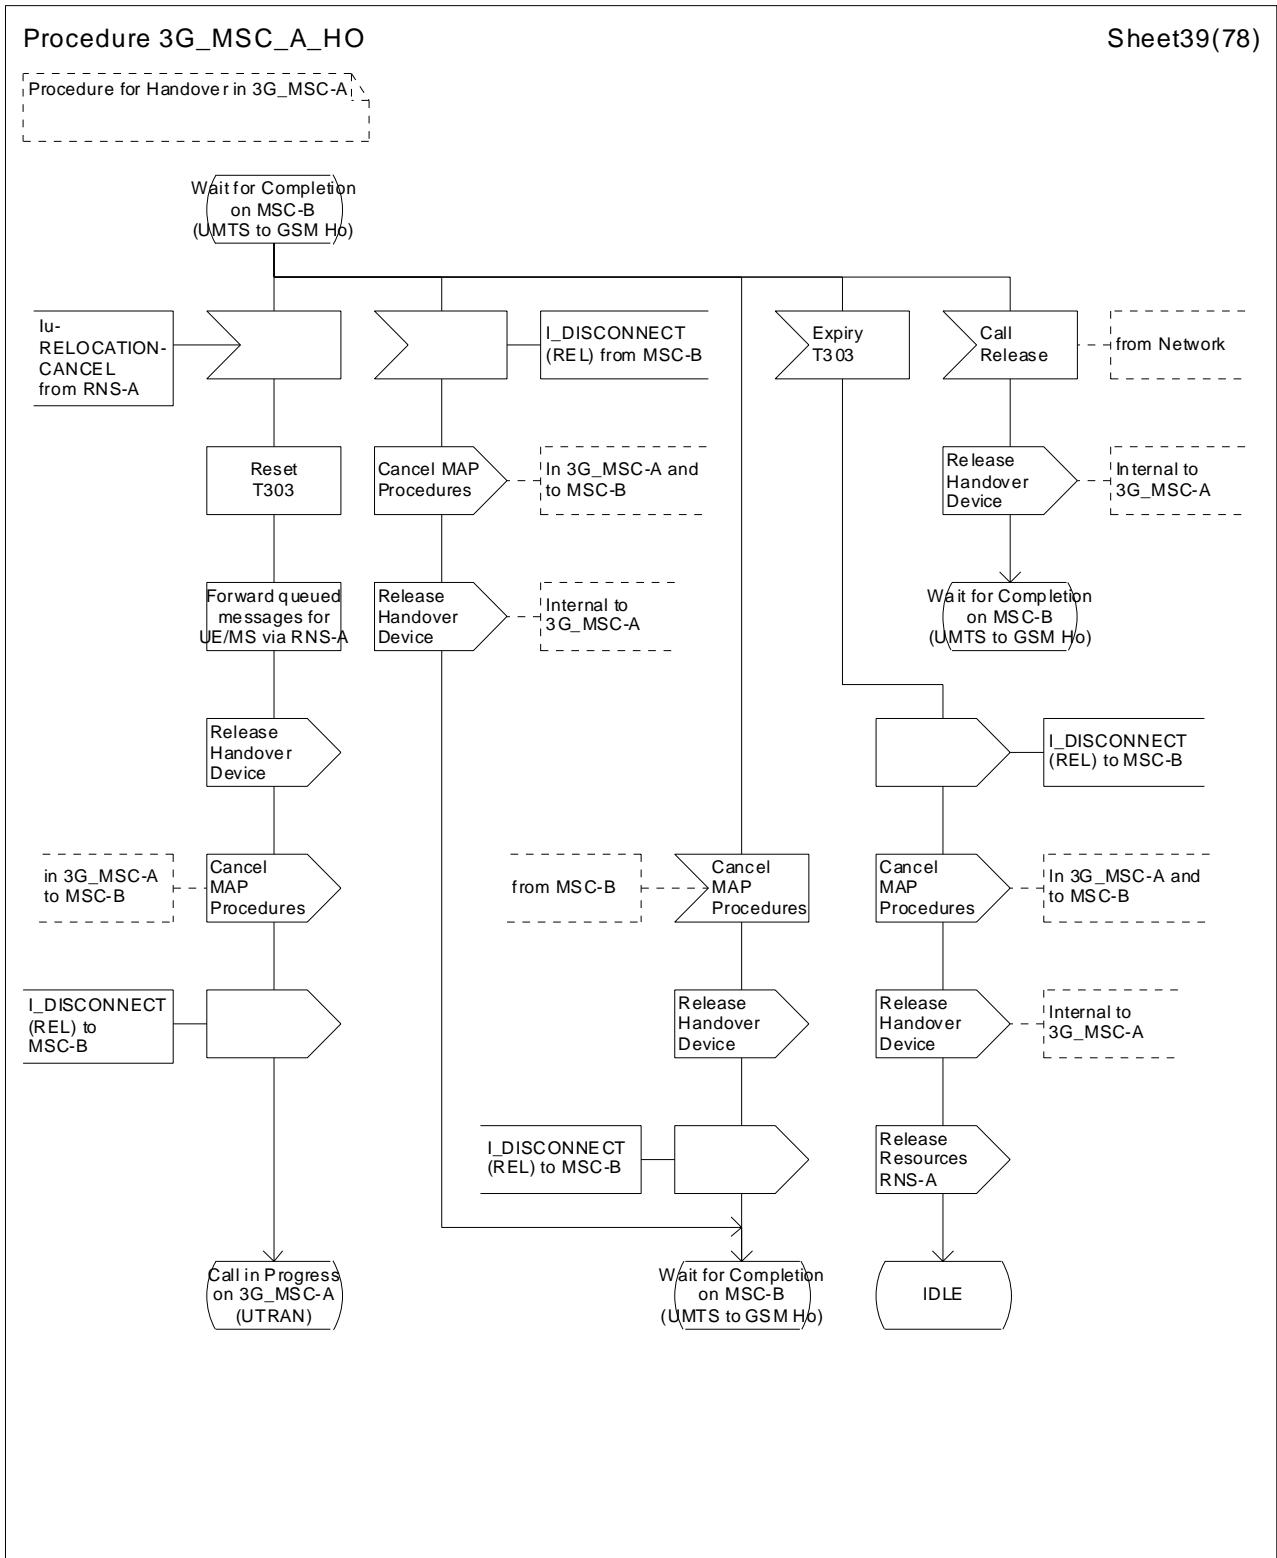 Procedure 3G_MSC_A_HO
Sheet39(78)
Procedure for Handover in 3G_MSC-A
Wait for Completion
on MSC-B
(UMTS to GSM Ho)
Iu-
RELOCATION-
CANCEL
from RNS-A
I_DISCONNECT
(REL) from MSC-B
Expiry
T303
Call
Release
from Network
Reset
T303
Cancel MAP
Procedures
In 3G_MSC-A and
to MSC-B
Release
Handover
Device
Internal to
3G_MSC-A
Forward queued
messages for
UE/MS via RNS-A
Release
Handover
Device
Internal to
3G_MSC-A
Wait for Completion
on MSC-B
(UMTS to GSM Ho)
Release
Handover
Device
I_DISCONNECT
(REL) to MSC-B
in 3G_MSC-A
to MSC-B
Cancel
MAP
Procedures
from MSC-B
Cancel
MAP
Procedures
Cancel
MAP
Procedures
In 3G_MSC-A and
to MSC-B
I_DISCONNECT
(REL) to
MSC-B
Release
Handover
Device
Release
Handover
Device
Internal to
3G_MSC-A
I_DISCONNECT
(REL) to MSC-B
Release
Resources
RNS-A
Call in Progress
on 3G_MSC-A
(UTRAN)
Wait for Completion
on MSC-B
(UMTS to GSM Ho)
IDLE